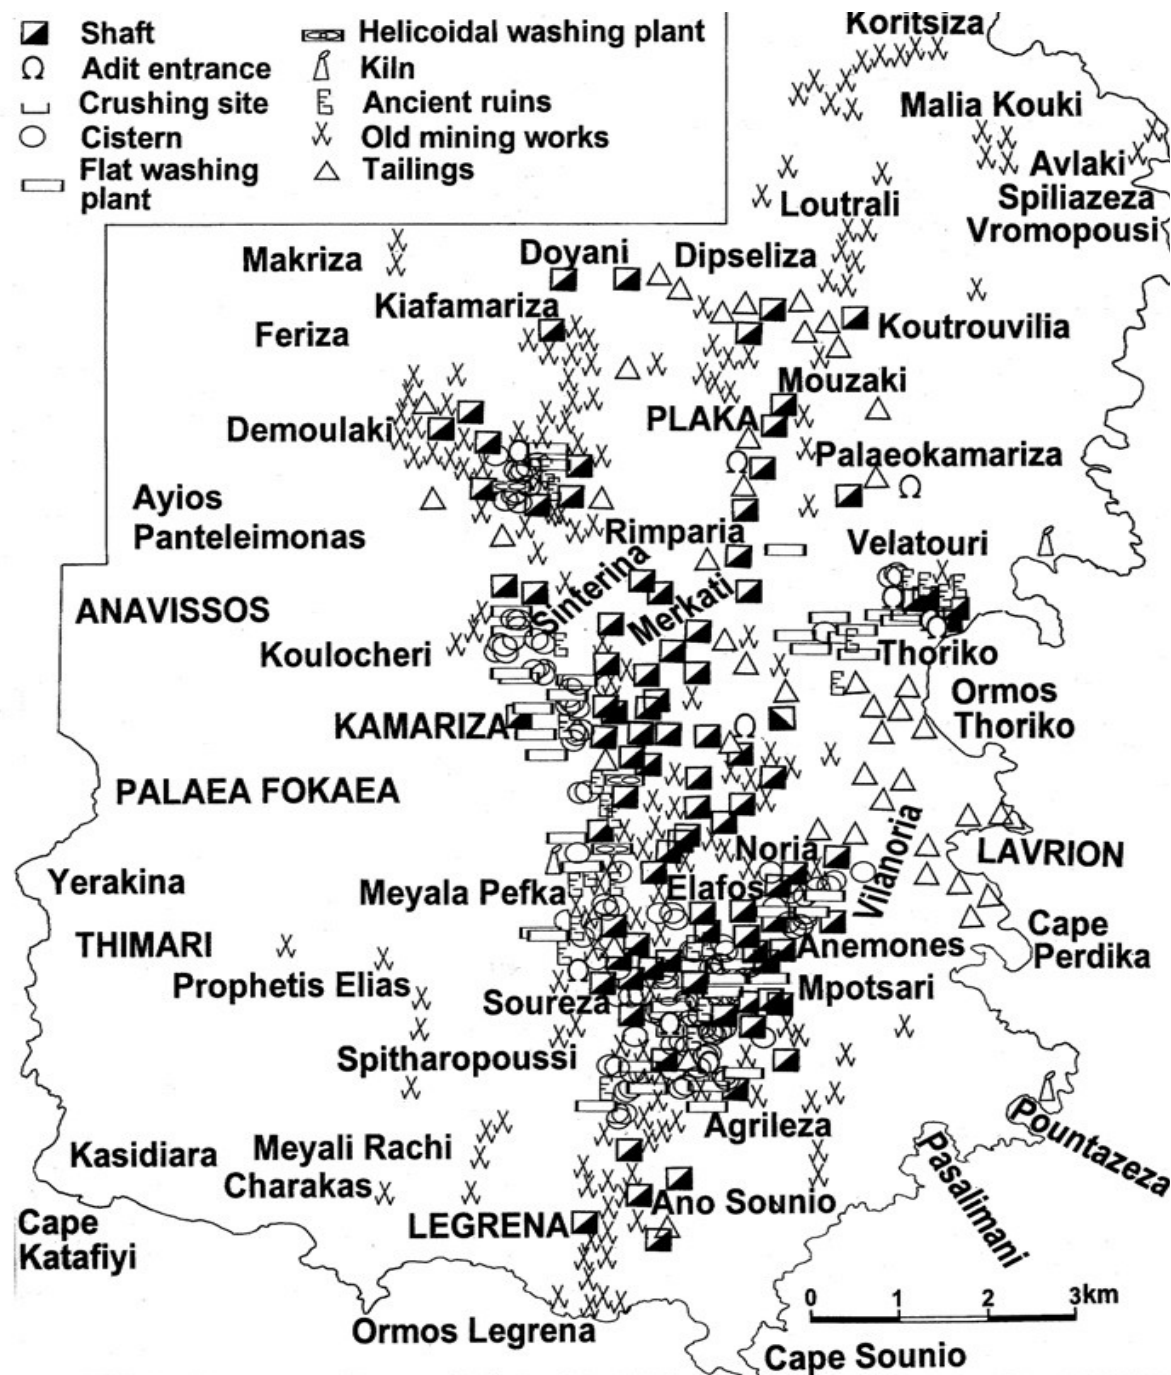 Shaft
Adit entrance
Crushing site
Cistern
Flat washing
plant
Helicoidal washing plant
Kiln
Ancient ruins
Old mining works
Tailings
Koritsiza
Malia Kouki
Avlaki
Spiliazeza
Vromopousi
Loutrali
Makriza
Doyani
Dipseliza
Kiafamariza
Feriza
Koutrouvilia
Mouzaki
PLAKA
Demoulaki
Palaeokamariza
Ayios
Panteleimonas
Rimparia
Velatouri
Sinterina
Merkati
ANAVISSOS
Koulocheri
Thoriko
Ormos
Thoriko
KAMARIZA
PALAEA FOKAEA
Vilanoria
Noria
LAVRION
Yerakina
Meyala Pefka
Elafos
Cape
Perdika
THIMARI
Anemones
Prophetis Elias
Soureza
Mpotsari
Spitharopoussi
Agrileza
Pountazeza
Pasalimani
Kasidiara
Meyali Rachi
Charakas
Ano Sounio
Cape
Katafiyi
LEGRENA
0 1 2 3km
Ormos Legrena
Cape Sounio